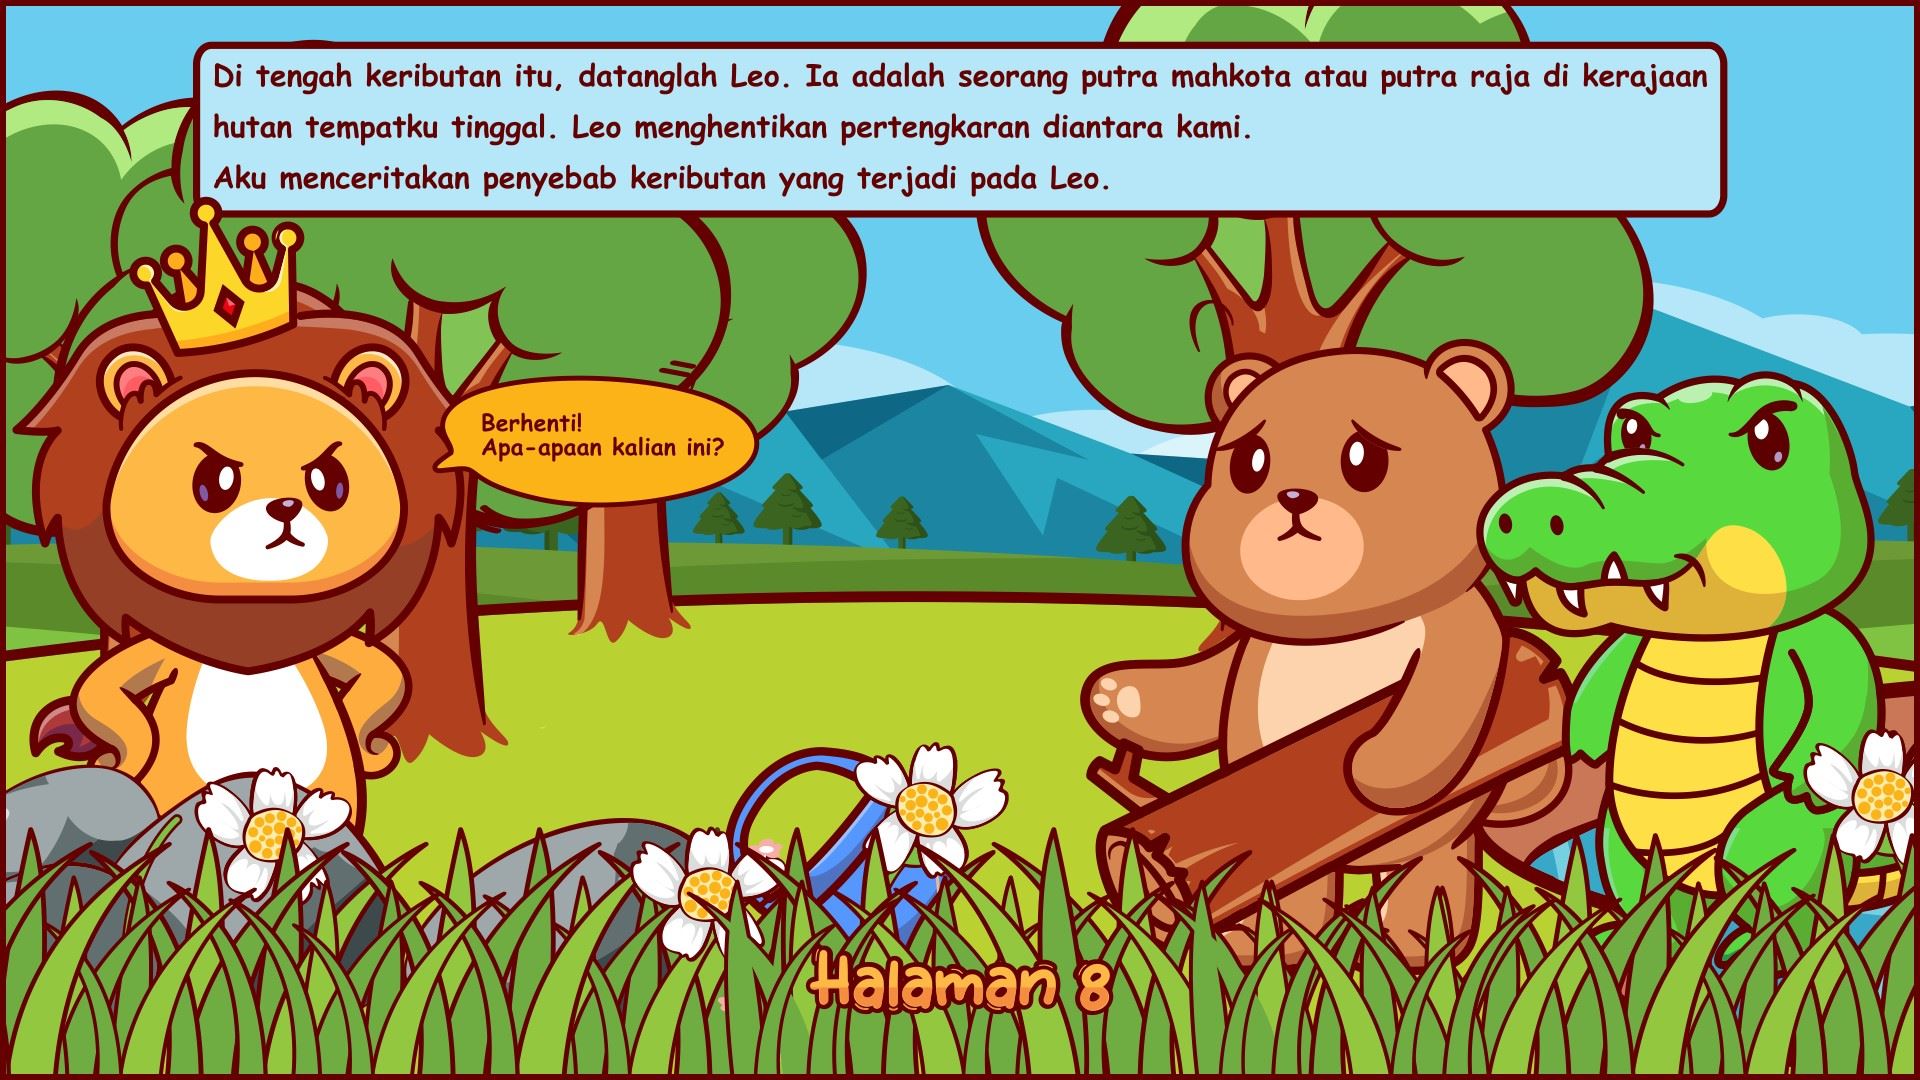 Di tengah keributan itu, datanglah Leo. Ia adalah seorang putra mahkota atau putra raja di kerajaan
hutan tempatku tinggal. Leo menghentikan pertengkaran diantara kami.
Aku menceritakan penyebab keributan yang terjadi pada Leo.
Berhenti!
Apa-apaan kalian ini?
Halaman 8